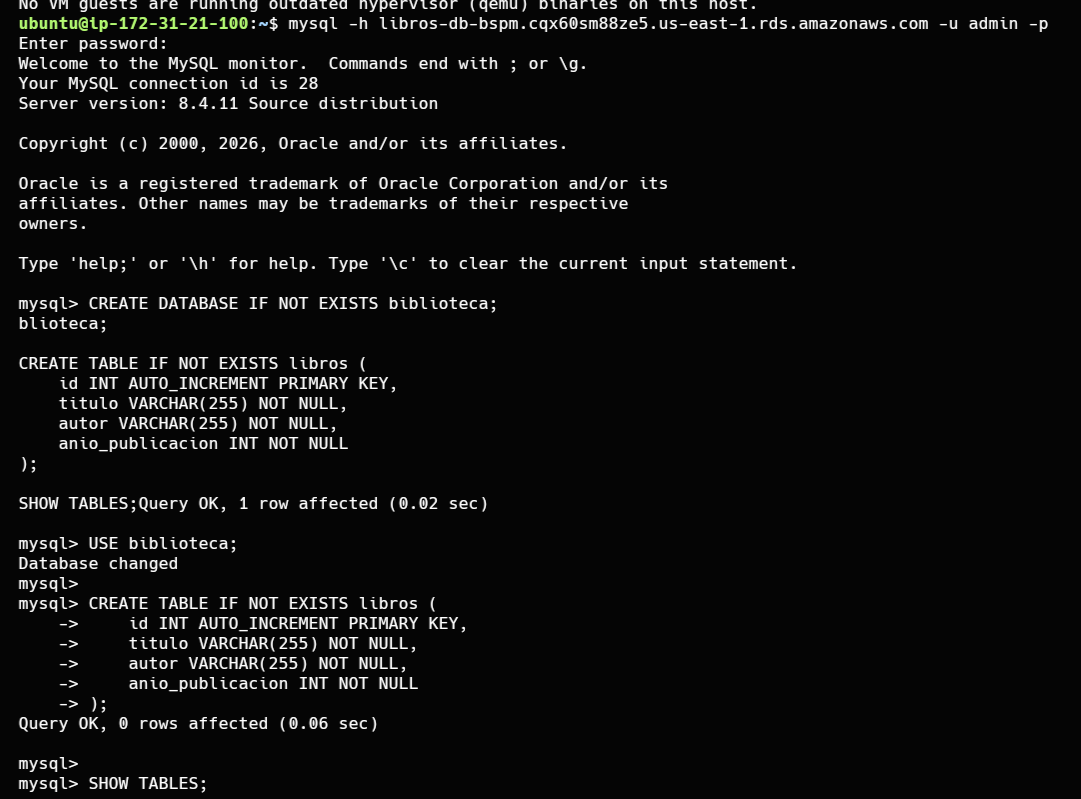 No VM guests are running outdated hypervisor (qemu) binaries on this host.
ubuntu@ip-172-31-21-100:~$ mysql -h libros-db-bspm.cqx60sm88ze5.us-east-1.rds.amazonaws.com -u admin -p
Enter password:
Welcome to the MySQL monitor.  Commands end with ; or \g.
Your MySQL connection id is 28
Server version: 8.4.11 Source distribution

Copyright (c) 2000, 2026, Oracle and/or its affiliates.

Oracle is a registered trademark of Oracle Corporation and/or its
affiliates. Other names may be trademarks of their respective
owners.

Type 'help;' or '\h' for help. Type '\c' to clear the current input statement.

mysql> CREATE DATABASE IF NOT EXISTS biblioteca;
blioteca;

CREATE TABLE IF NOT EXISTS libros (
    id INT AUTO_INCREMENT PRIMARY KEY,
    titulo VARCHAR(255) NOT NULL,
    autor VARCHAR(255) NOT NULL,
    anio_publicacion INT NOT NULL
);

SHOW TABLES;Query OK, 1 row affected (0.02 sec)

mysql> USE biblioteca;
Database changed
mysql>
mysql> CREATE TABLE IF NOT EXISTS libros (
    ->     id INT AUTO_INCREMENT PRIMARY KEY,
    ->     titulo VARCHAR(255) NOT NULL,
    ->     autor VARCHAR(255) NOT NULL,
    ->     anio_publicacion INT NOT NULL
    -> );
Query OK, 0 rows affected (0.06 sec)

mysql>
mysql> SHOW TABLES;